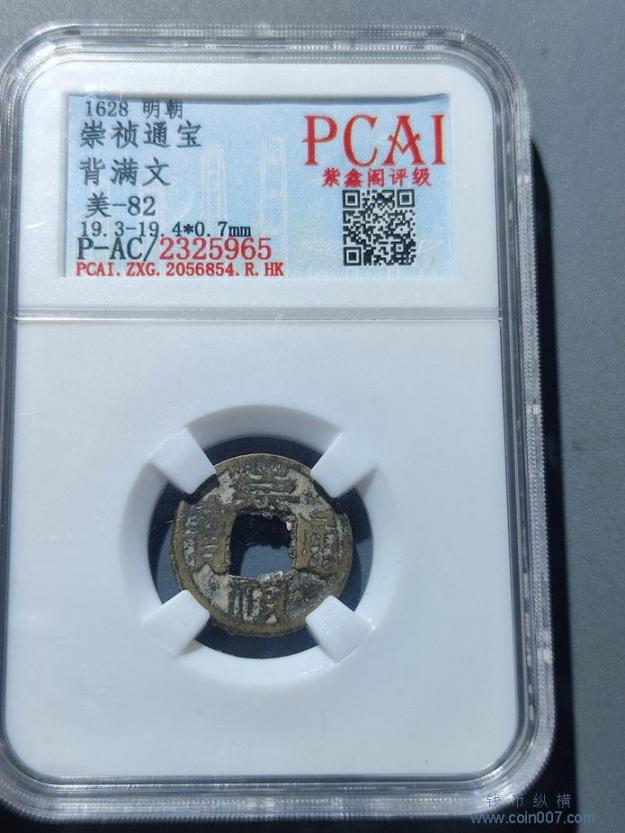 1628 明朝
崇祯通宝
背满文
美-82
19.3-19.4*0.7mm
P-AC/2325965
PCAI.ZXG.2056854.R.HK
PCAI
紫鑫阁评级
崇
通
祯
钱币纵横
www.coin007.com